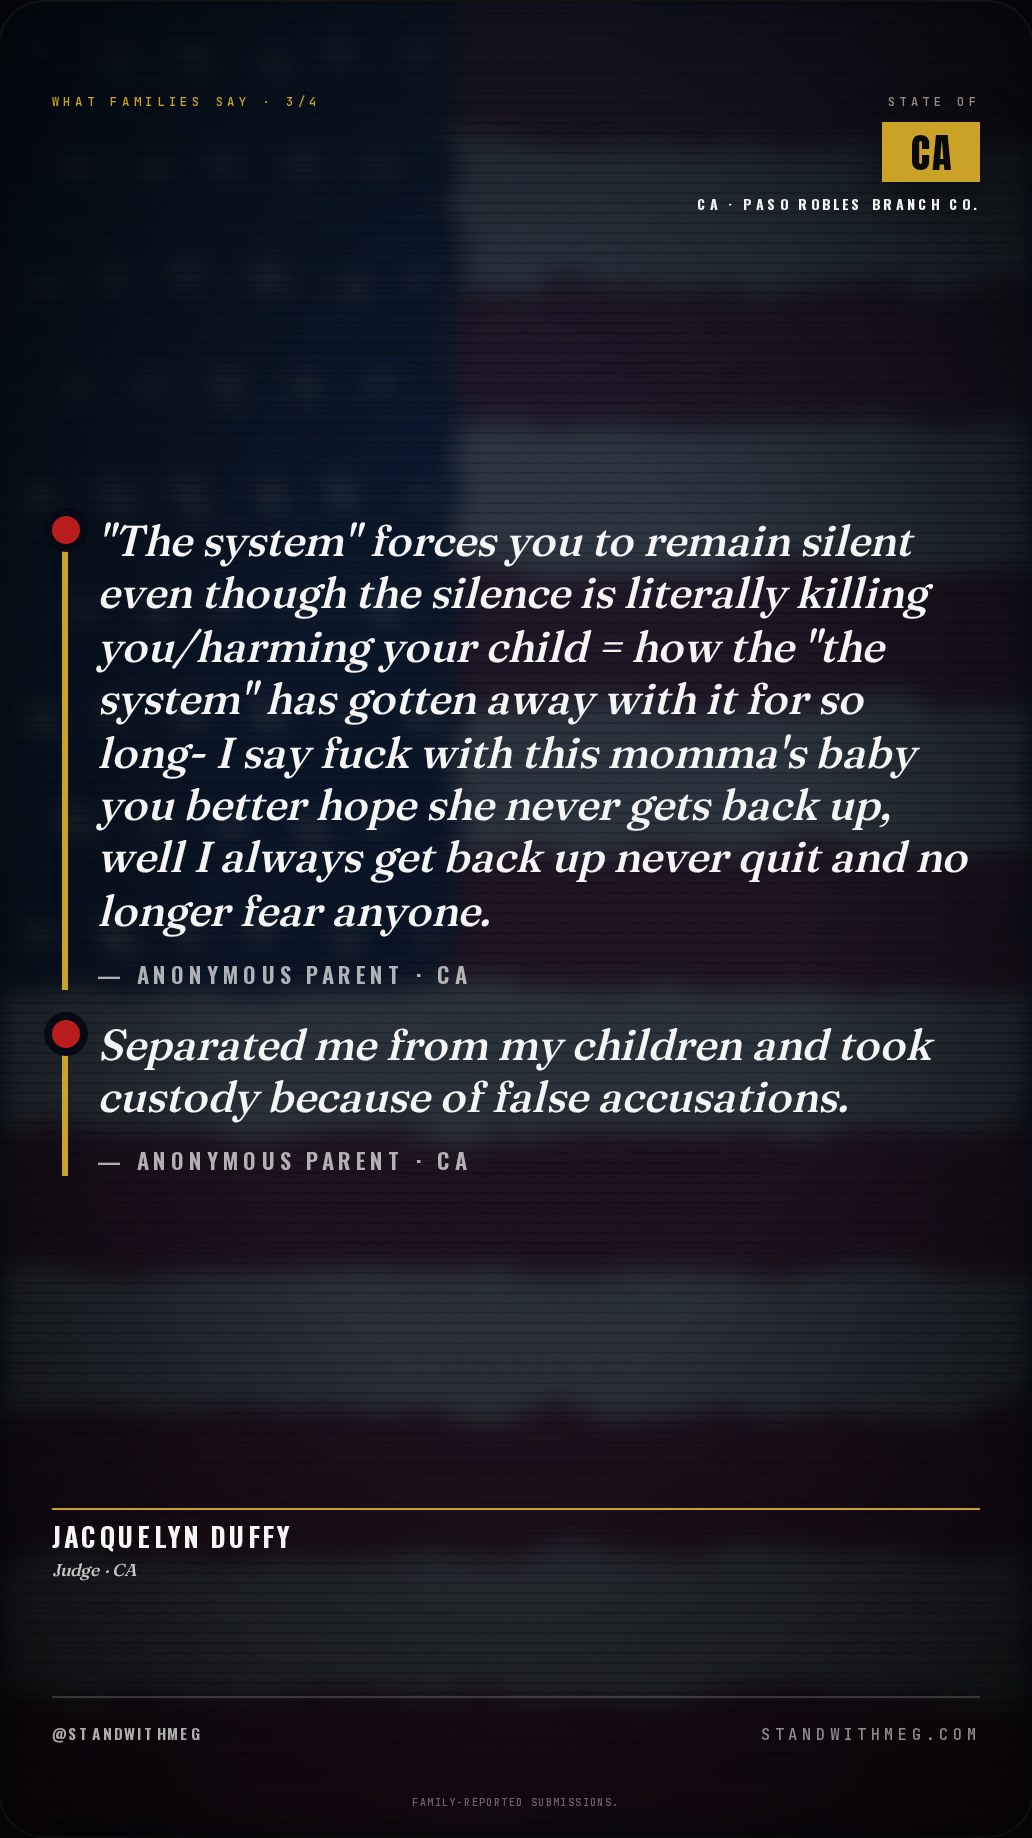 WHAT FAMILIES SAY · 3/4
STATE OF
CA
CA · PASO ROBLES BRANCH CO.
"The system" forces you to remain silent
even though the silence is literally killing
you/harming your child = how the "the
system" has gotten away with it for so
long- I say fuck with this momma's baby
you better hope she never gets back up,
well I always get back up never quit and no
longer fear anyone.
— ANONYMOUS PARENT · CA
Separated me from my children and took
custody because of false accusations.
— ANONYMOUS PARENT · CA
JACQUELYN DUFFY
Judge · CA
@STANDWITHMEG
STANDWITHMEG.COM
FAMILY-REPORTED SUBMISSIONS.